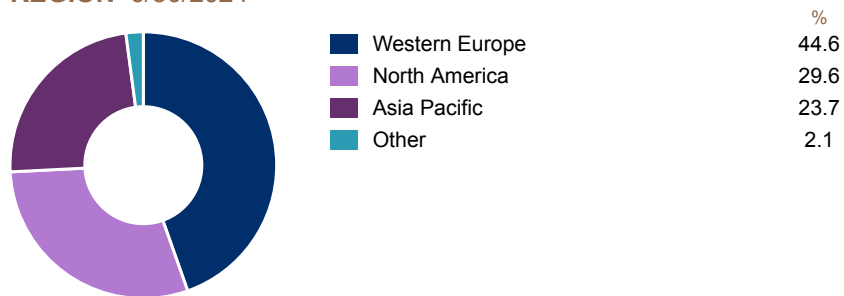 %
Western Europe 44.6
North America 29.6
Asia Pacific 23.7
Other 2.1